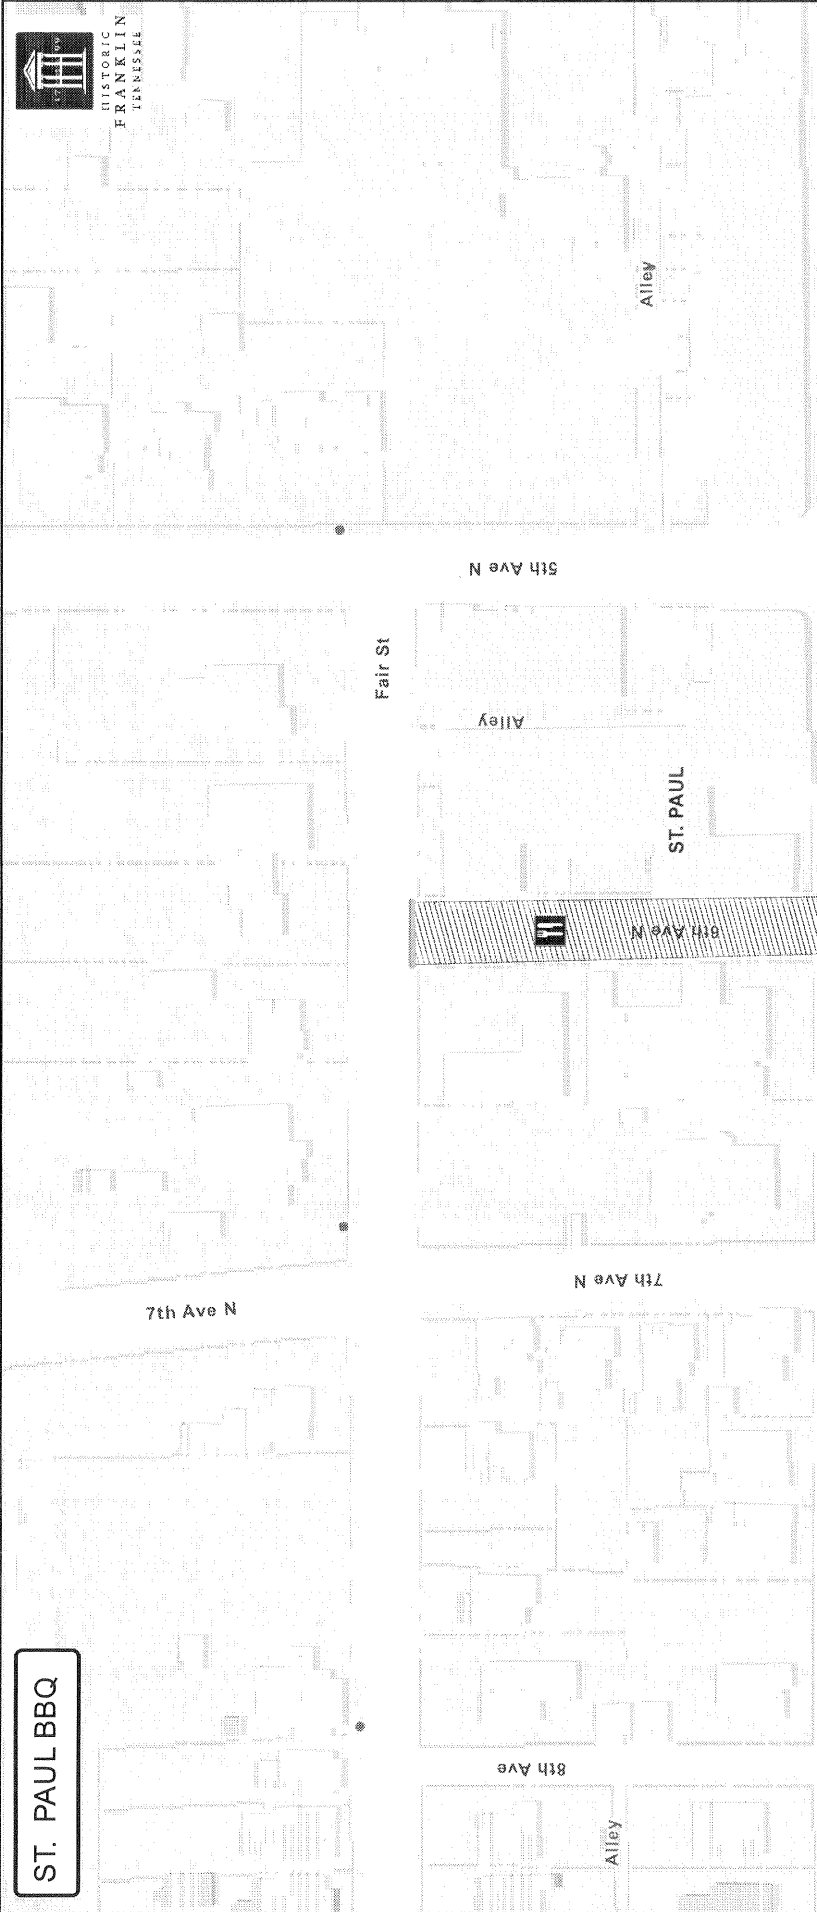 ST. PAUL BBQ
HISTORIC
FRANKLIN
TENNESSEE
7th Ave N
Fair St
5th Ave N
Alley
Alley
ST. PAUL
6th Ave N
7th Ave N
8th Ave
Alley